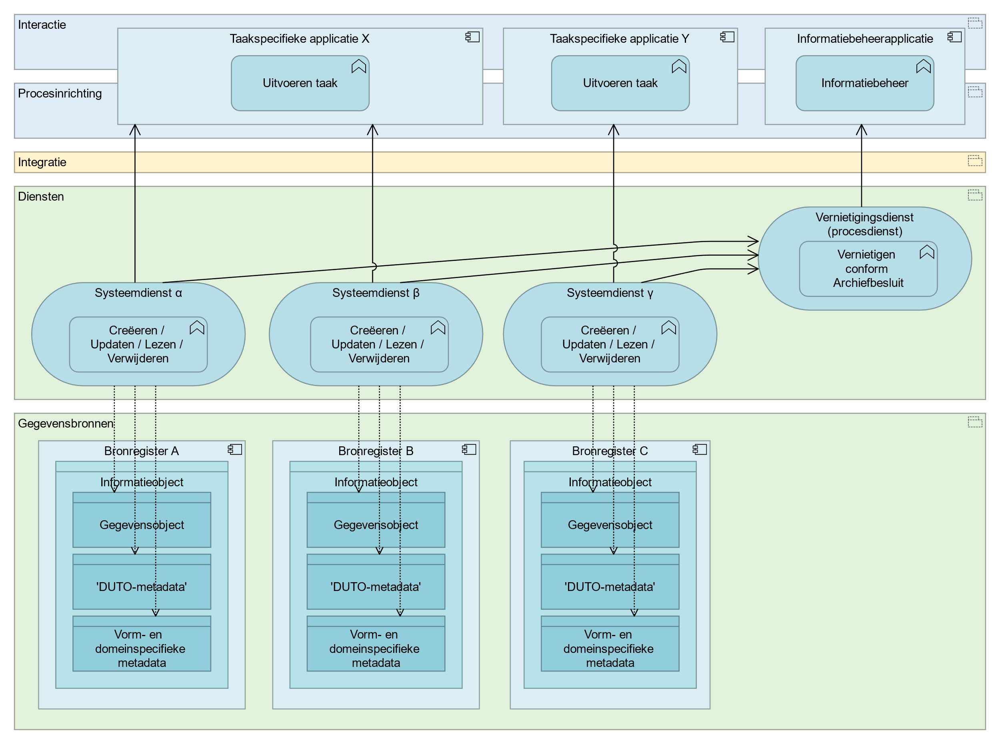 Interactie
Taakspecifieke applicatie X
Uitvoeren taak
Taakspecifieke applicatie Y
Uitvoeren taak
Informatiebeheerapplicatie
Informatiebeheer
Procesinrichting
Integratie
Diensten
Vernietigingsdienst
(procesdienst)
Vernietigen
conform
Archiefbesluit
Systeemdienst α
Creëeren /
Updaten / Lezen /
Verwijderen
Systeemdienst β
Creëeren /
Updaten / Lezen /
Verwijderen
Systeemdienst γ
Creëeren /
Updaten / Lezen /
Verwijderen
Gegevensbronnen
Bronregister A
Informatieobject
Gegevensobject
'DUTO-metadata'
Vorm- en
domeinspecifieke
metadata
Bronregister B
Informatieobject
Gegevensobject
'DUTO-metadata'
Vorm- en
domeinspecifieke
metadata
Bronregister C
Informatieobject
Gegevensobject
'DUTO-metadata'
Vorm- en
domeinspecifieke
metadata